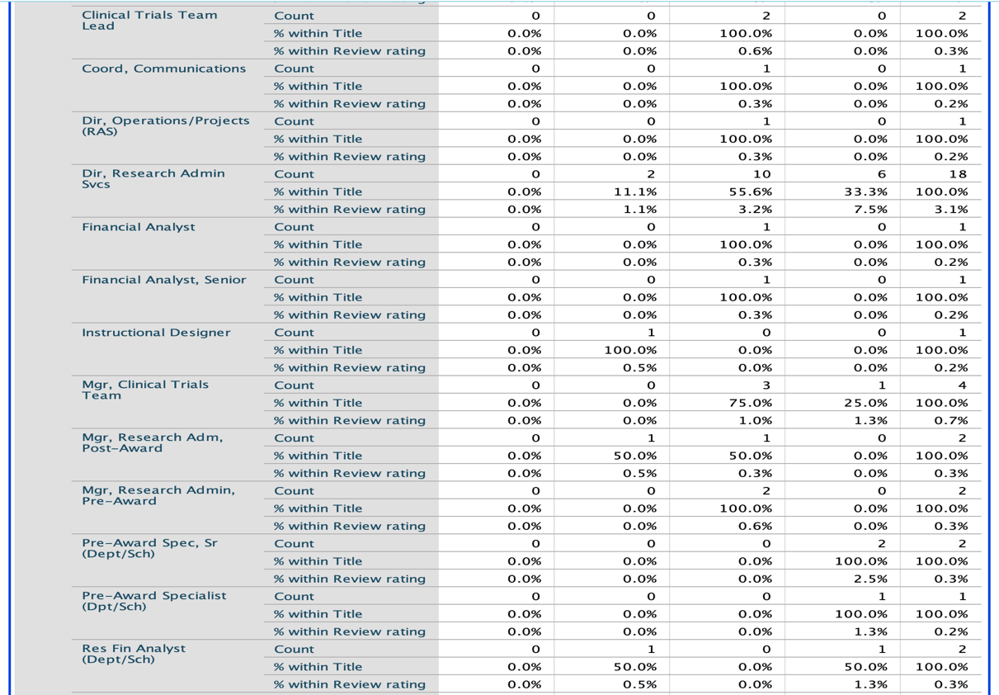 Clinical Trials Team Lead Count 0 0 2 0 2
% within Title 0.0% 0.0% 100.0% 0.0% 100.0%
% within Review rating 0.0% 0.0% 0.6% 0.0% 0.3%
Coord, Communications Count 0 0 1 0 1
% within Title 0.0% 0.0% 100.0% 0.0% 100.0%
% within Review rating 0.0% 0.0% 0.3% 0.0% 0.2%
Dir, Operations/Projects (RAS) Count 0 0 1 0 1
% within Title 0.0% 0.0% 100.0% 0.0% 100.0%
% within Review rating 0.0% 0.0% 0.3% 0.0% 0.2%
Dir, Research Admin Svcs Count 0 2 10 6 18
% within Title 0.0% 11.1% 55.6% 33.3% 100.0%
% within Review rating 0.0% 1.1% 3.2% 7.5% 3.1%
Financial Analyst Count 0 0 1 0 1
% within Title 0.0% 0.0% 100.0% 0.0% 100.0%
% within Review rating 0.0% 0.0% 0.3% 0.0% 0.2%
Financial Analyst, Senior Count 0 0 1 0 1
% within Title 0.0% 0.0% 100.0% 0.0% 100.0%
% within Review rating 0.0% 0.0% 0.3% 0.0% 0.2%
Instructional Designer Count 0 1 0 0 1
% within Title 0.0% 100.0% 0.0% 0.0% 100.0%
% within Review rating 0.0% 0.5% 0.0% 0.0% 0.2%
Mgr, Clinical Trials Team Count 0 0 3 1 4
% within Title 0.0% 0.0% 75.0% 25.0% 100.0%
% within Review rating 0.0% 0.0% 1.0% 1.3% 0.7%
Mgr, Research Adm, Post-Award Count 0 1 1 0 2
% within Title 0.0% 50.0% 50.0% 0.0% 100.0%
% within Review rating 0.0% 0.5% 0.3% 0.0% 0.3%
Mgr, Research Admin, Pre-Award Count 0 0 2 0 2
% within Title 0.0% 0.0% 100.0% 0.0% 100.0%
% within Review rating 0.0% 0.0% 0.6% 0.0% 0.3%
Pre-Award Spec, Sr (Dept/Sch) Count 0 0 0 2 2
% within Title 0.0% 0.0% 0.0% 100.0% 100.0%
% within Review rating 0.0% 0.0% 0.0% 2.5% 0.3%
Pre-Award Specialist (Dpt/Sch) Count 0 0 0 1 1
% within Title 0.0% 0.0% 0.0% 100.0% 100.0%
% within Review rating 0.0% 0.0% 0.0% 1.3% 0.2%
Res Fin Analyst (Dept/Sch) Count 0 1 0 1 2
% within Title 0.0% 50.0% 0.0% 50.0% 100.0%
% within Review rating 0.0% 0.5% 0.0% 1.3% 0.3%